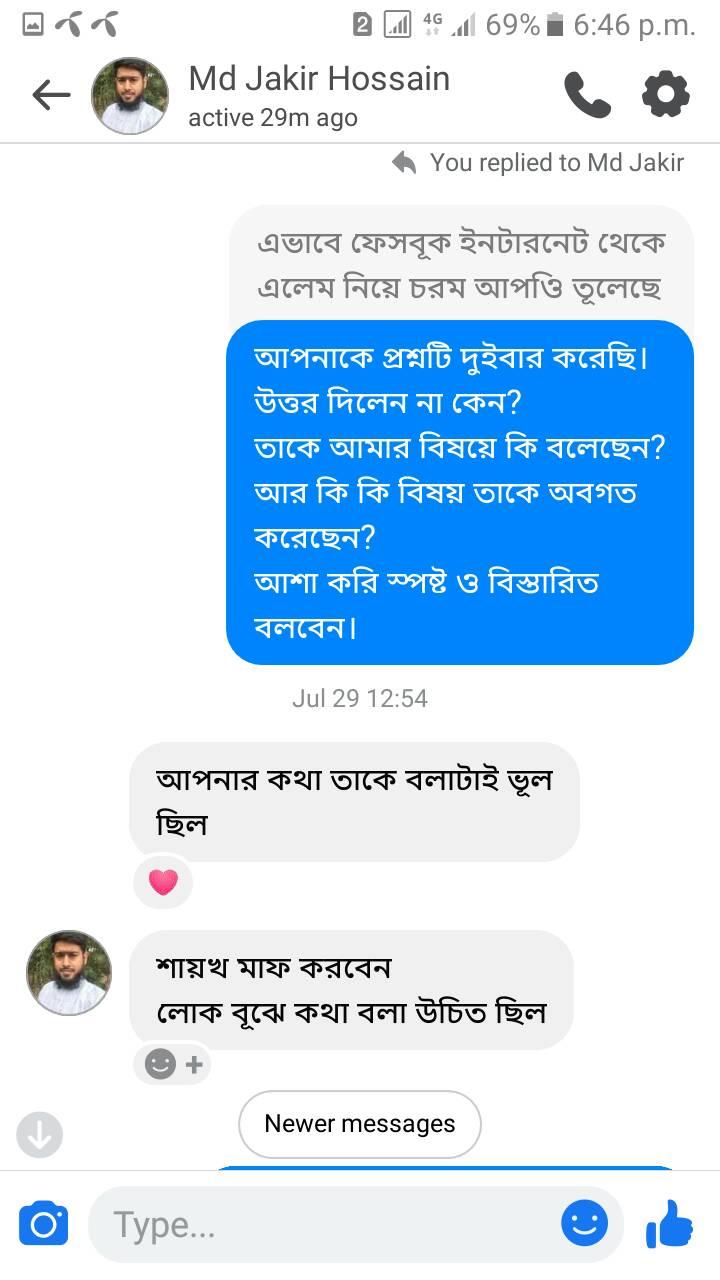 2 4G 69% 6:46 p.m.
Md Jakir Hossain
active 29m ago
You replied to Md Jakir
এভাবে ফেসবূক ইনটারনেট থেকে
এলেম নিয়ে চরম আপওি তূলেছে
আপনাকে প্রশ্নটি দুইবার করেছি।
উত্তর দিলেন না কেন?
তাকে আমার বিষয়ে কি বলেছেন?
আর কি কি বিষয় তাকে অবগত
করেছেন?
আশা করি স্পষ্ট ও বিস্তারিত
বলবেন।
Jul 29 12:54
আপনার কথা তাকে বলাটাই ভূল
ছিল
শায়খ মাফ করবেন
লোক বূঝে কথা বলা উচিত ছিল
Newer messages
Type...